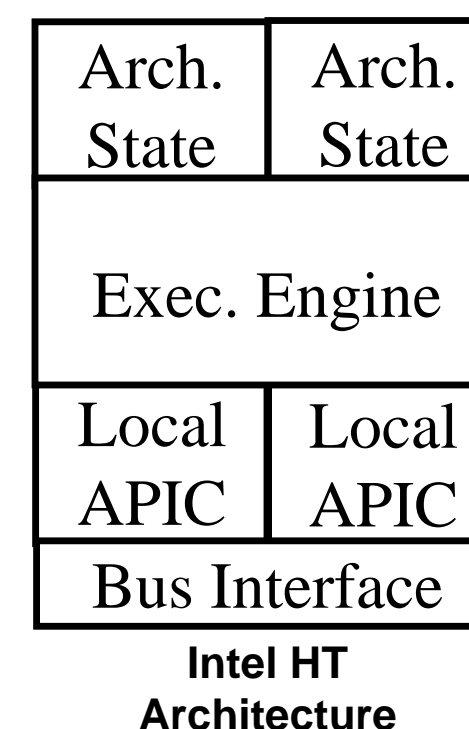 Arch. Arch.
State State
Exec. Engine
Local Local
APIC APIC
Bus Interface
Intel HT
Architecture